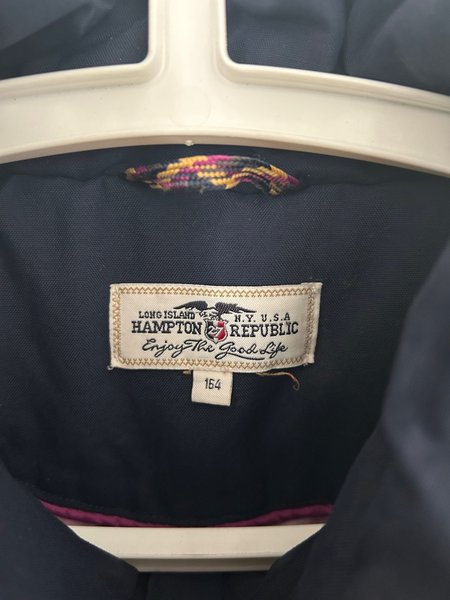 LONG ISLAND N.Y. U.S.A
HAMPTON REPUBLIC
Enjoy The Good Life
164